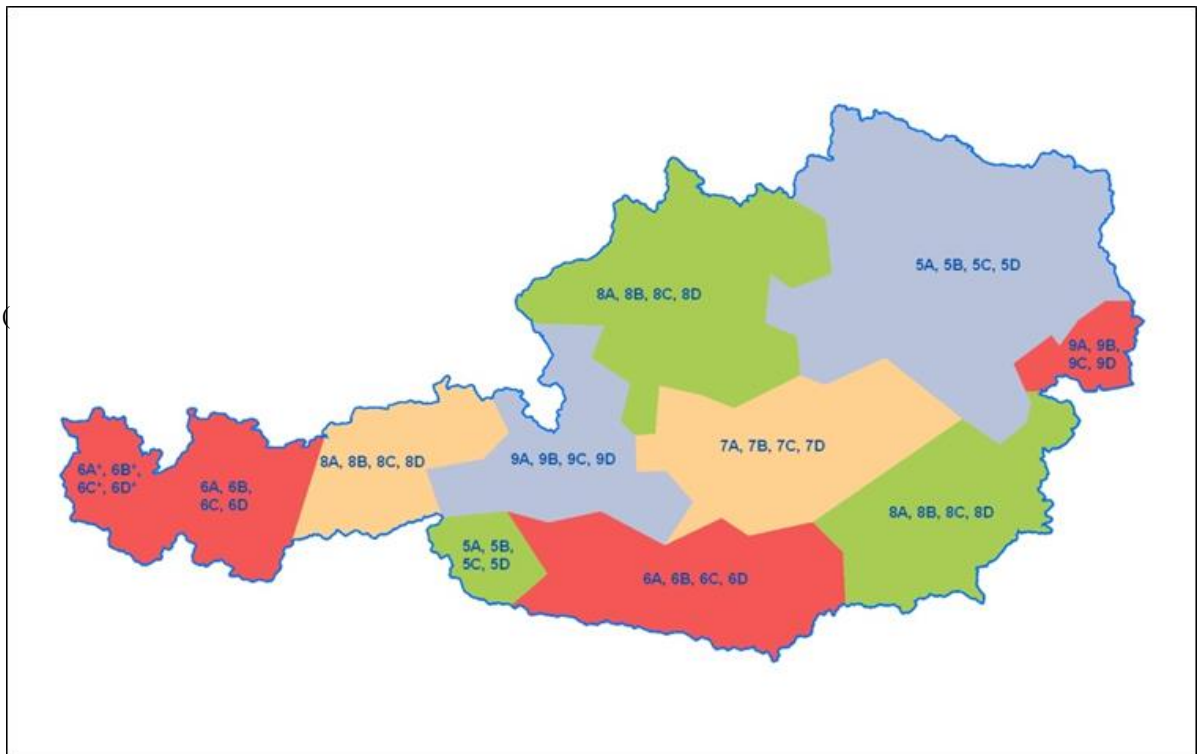 5A, 5B, 5C, 5D
8A, 8B, 8C, 8D
(
9A, 9B,
9C, 9D
7A, 7B, 7C, 7D
9A, 9B, 9C, 9D
8A, 8B, 8C, 8D
6A*, 6B*,
6C*, 6D*
6A, 6B,
6C, 6D
8A, 8B, 8C, 8D
5A, 5B,
5C, 5D
6A, 6B, 6C, 6D